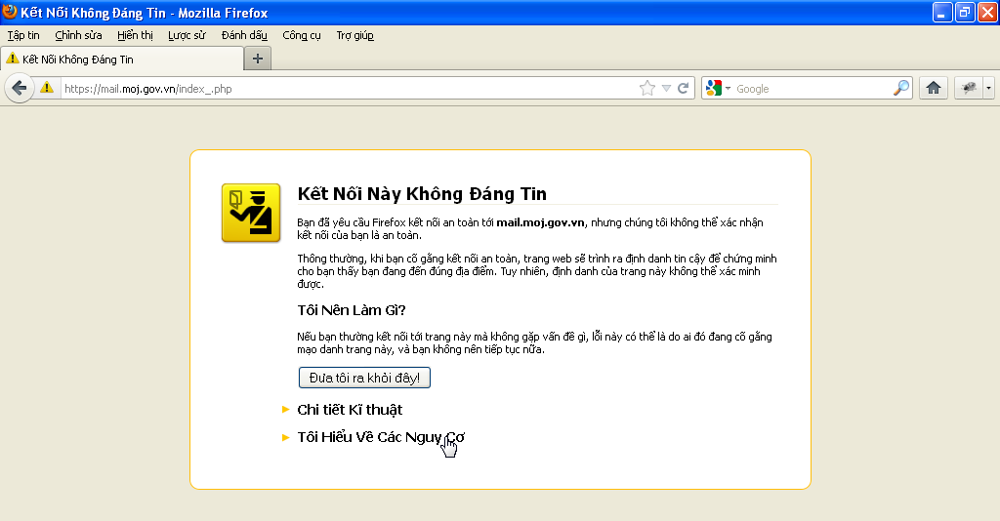 Kết Nối Không Đáng Tin - Mozilla Firefox
Tập tin Chỉnh sửa Hiển thị Lược sử Đánh dấu Công cụ Trợ giúp
Kết Nối Không Đáng Tin
https://mail.moj.gov.vn/index_.php
Google
Kết Nối Này Không Đáng Tin
Bạn đã yêu cầu Firefox kết nối an toàn tới mail.moj.gov.vn, nhưng chúng tôi không thể xác nhận
kết nối của bạn là an toàn.
Thông thường, khi bạn cố gắng kết nối an toàn, trang web sẽ trình ra định danh tin cậy để chứng minh
cho bạn thấy bạn đang đến đúng địa điểm. Tuy nhiên, định danh của trang này không thể xác minh
được.
Tôi Nên Làm Gì?
Nếu bạn thường kết nối tới trang này mà không gặp vấn đề gì, lỗi này có thể là do ai đó đang cố gắng
mạo danh trang này, và bạn không nên tiếp tục nữa.
Đưa tôi ra khỏi đây!
Chi tiết Kĩ thuật
Tôi Hiểu Về Các Nguy Cơ